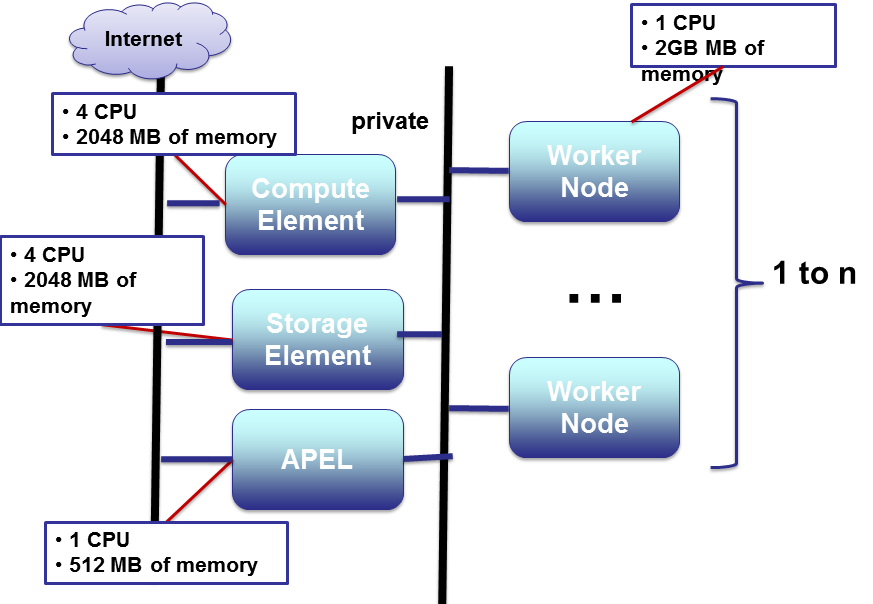 Internet
• 4 CPU
• 2048 MB of memory
private
• 1 CPU
• 2GB MB of
memory
Compute
Element
Worker
Node
• 4 CPU
• 2048 MB of
memory
...
1 to n
Storage
Element
Worker
Node
APEL
• 1 CPU
• 512 MB of memory